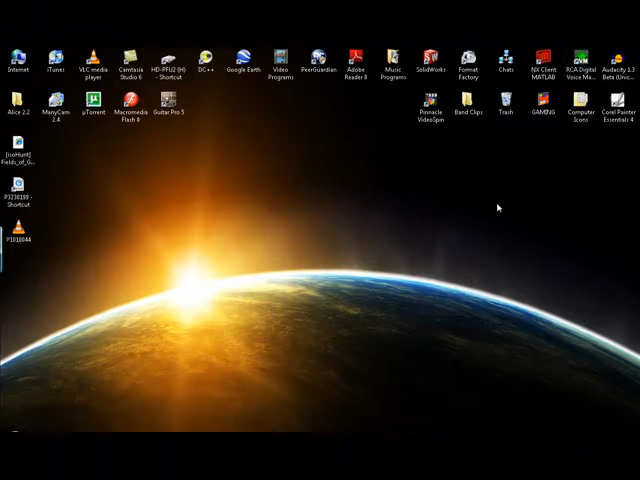 Internet
iTunes
VLC media
player
Camtasia
Studio 6
HD-PFU2 (H)
- Shortcut
DC++
Google Earth
Video
Programs
PeerGuardian
Adobe
Reader 8
Music
Programs
SolidWorks
Format
Factory
Chats
NX Client
MATLAB
RCA Digital
Voice Ma...
Audacity 1.3
Beta (Unic...
Alice 2.2
ManyCam
2.4
µTorrent
Macromedia
Flash 8
Guitar Pro 5
Pinnacle
VideoSpin
Band Clips
Trash
GAMING
Computer
Icons
Corel Painter
Essentials 4
[isoHunt]
Fields_of_G...
P3230199 -
Shortcut
P1010044